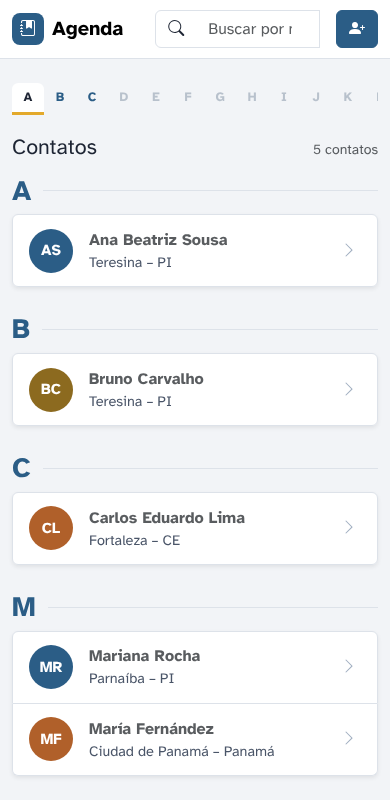 Agenda
Buscar por r
A B C D E F G H I J K
Contatos
5 contatos
A
AS
Ana Beatriz Sousa
Teresina – PI
B
BC
Bruno Carvalho
Teresina – PI
C
CL
Carlos Eduardo Lima
Fortaleza – CE
M
MR
Mariana Rocha
Parnaíba – PI
MF
María Fernández
Ciudad de Panamá – Panamá